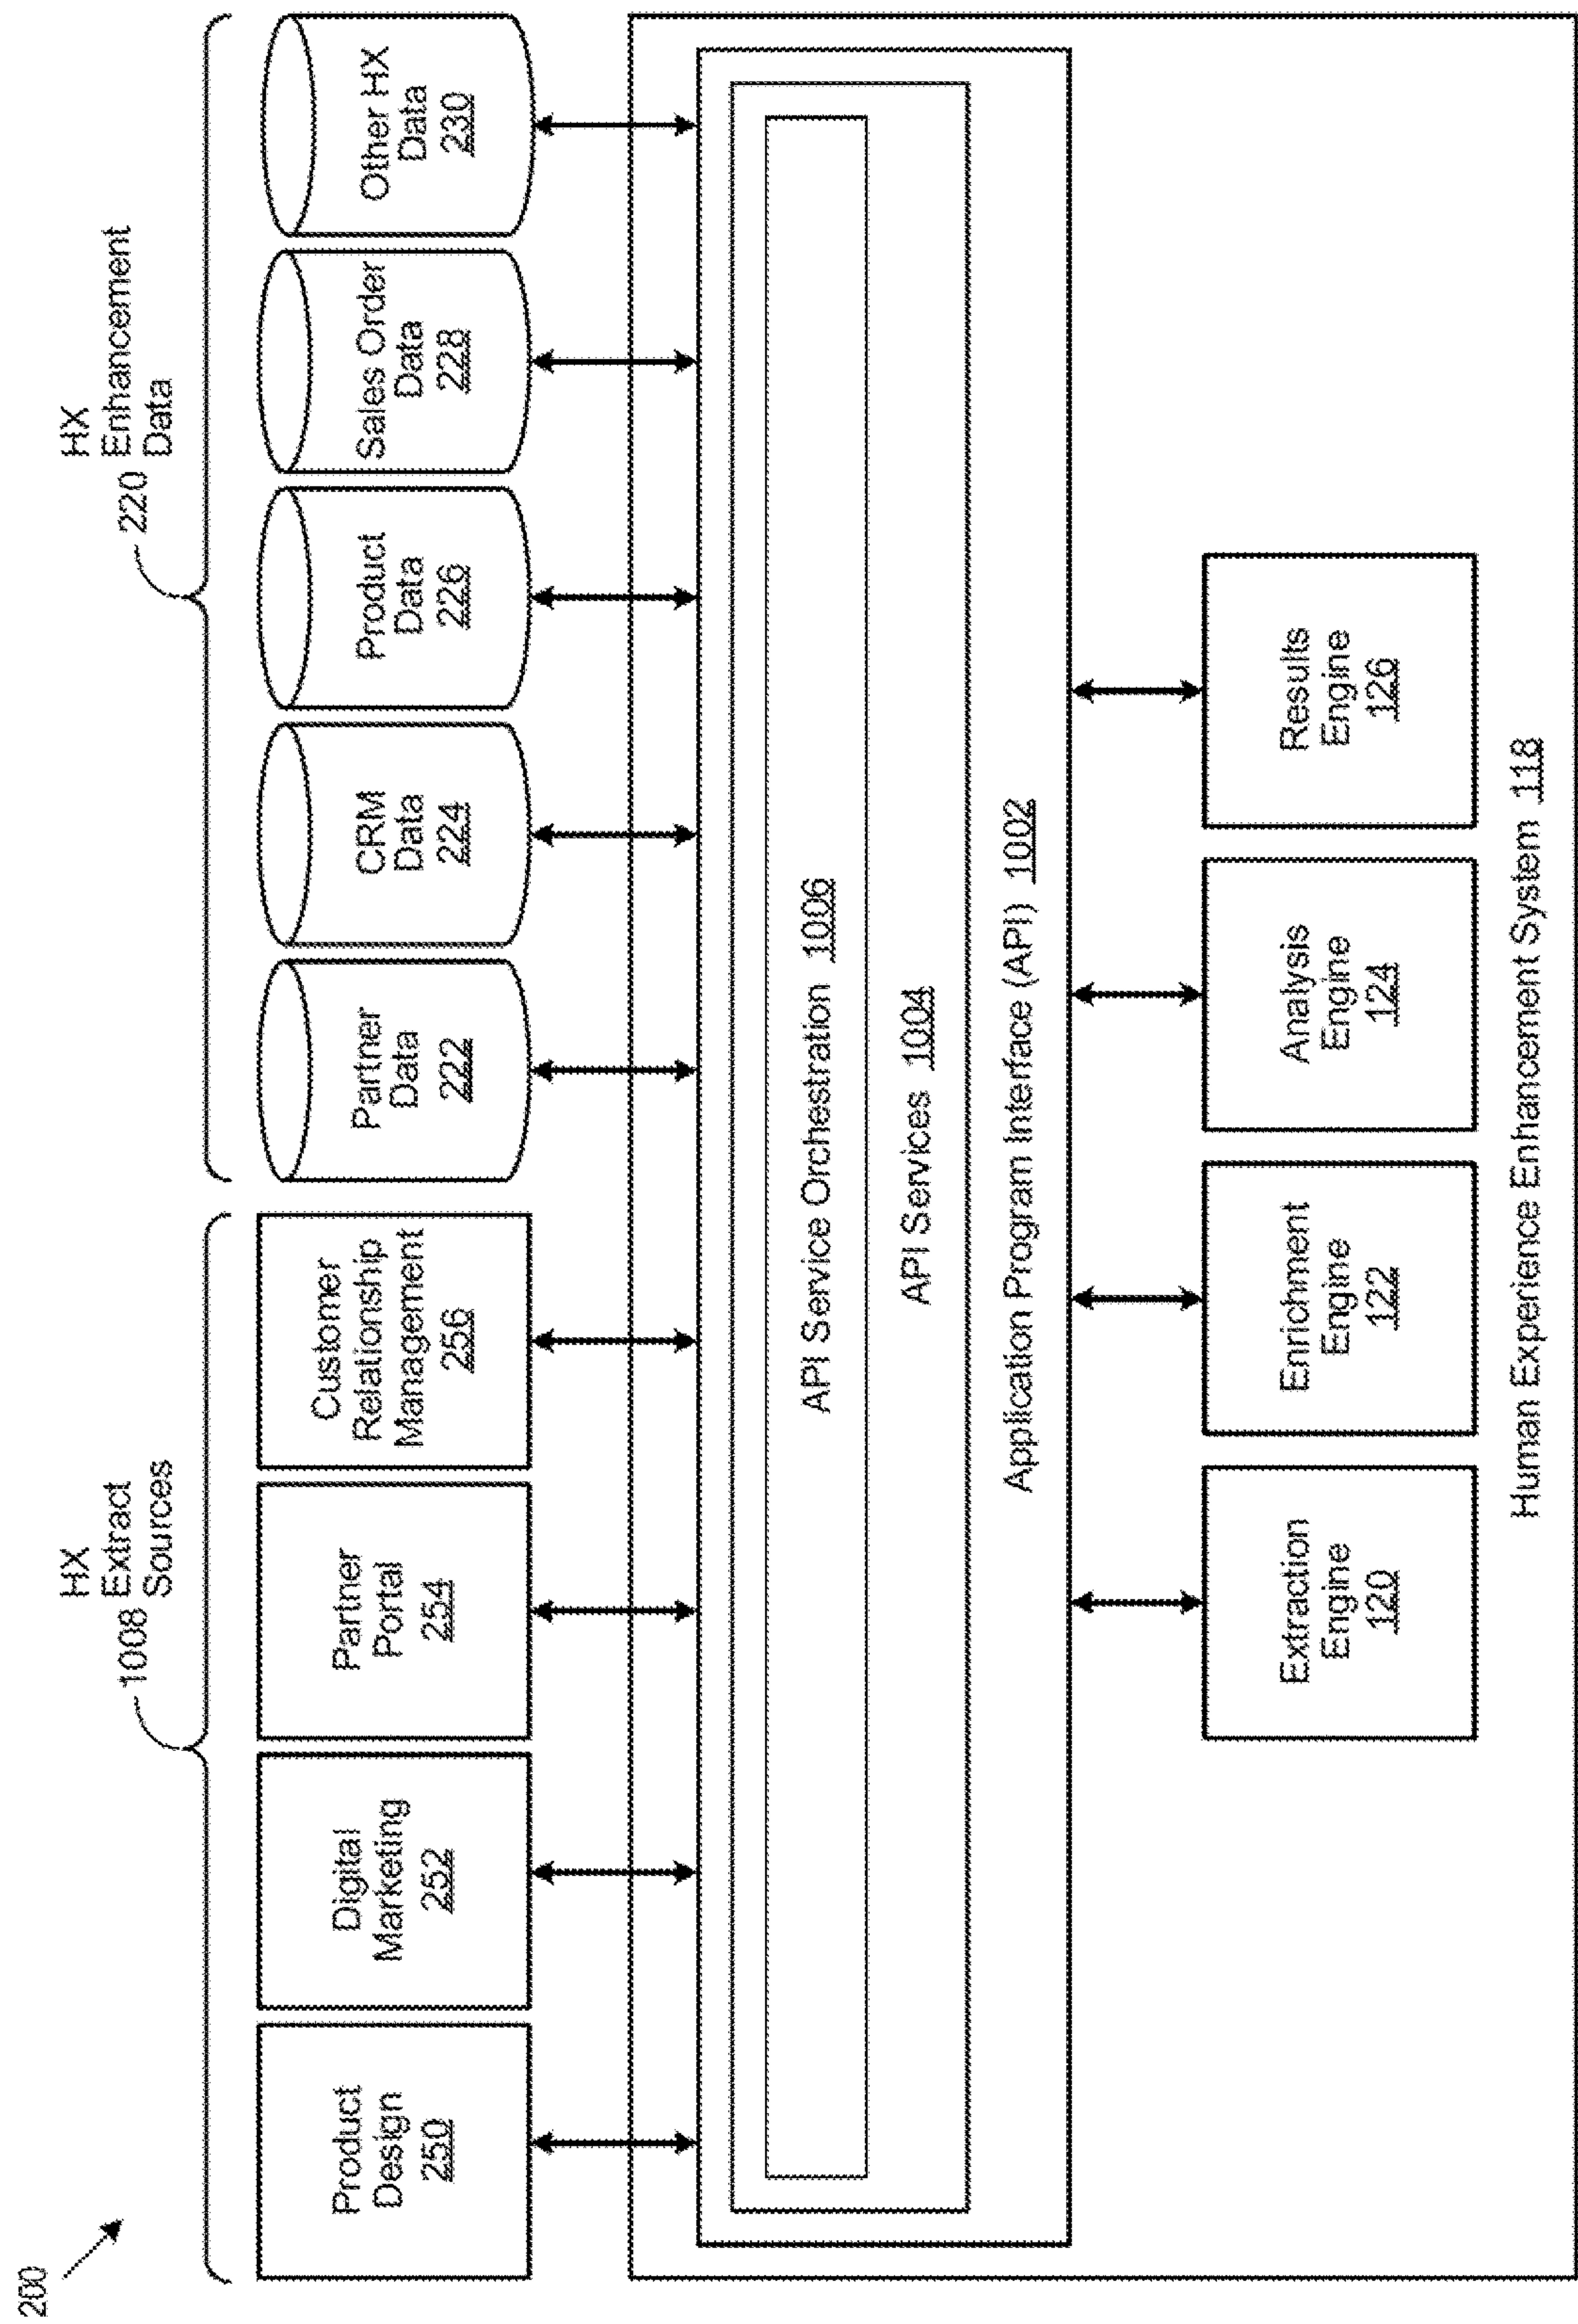 200
HX
Extract
Sources
1008
HX
Enhancement
Data
220
Product
Design
250
Digital
Marketing
252
Partner
Portal
254
Customer
Relationship
Management
256
Partner
Data
222
CRM
Data
224
Product
Data
226
Sales Order
Data
228
Other HX
Data
230
API Service Orchestration 1006
API Services 1004
Application Program Interface (API) 1002
Extraction
Engine
120
Enrichment
Engine
122
Analysis
Engine
124
Results
Engine
126
Human Experience Enhancement System 118